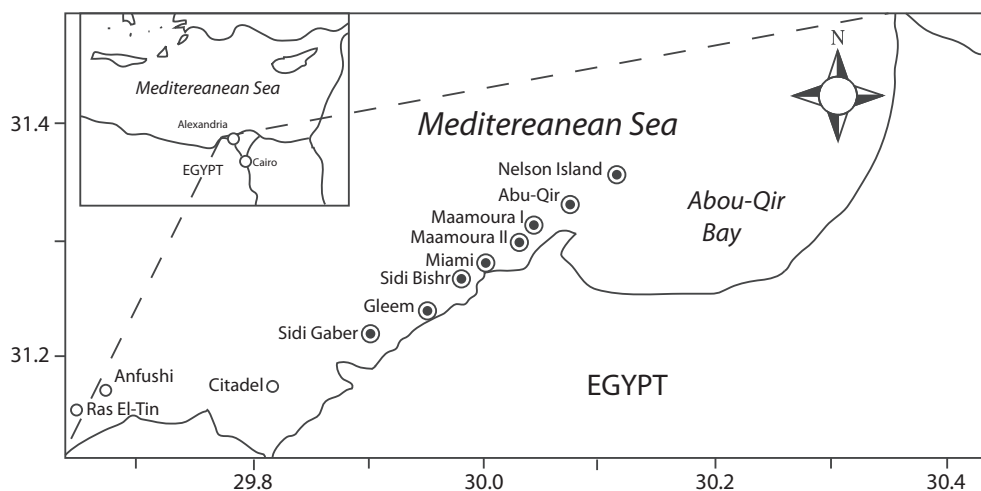 Meditereanean Sea
Alexandria
EGYPT
Cairo
N
31.4
Meditereanean Sea
Nelson Island
Abu-Qir
Abou-Qir
Bay
Maamoura I
Maamoura II
Miami
Sidi Bishr
Gleem
Sidi Gaber
31.2
Anfushi
Citadel
EGYPT
Ras El-Tin
29.8
30.0
30.2
30.4